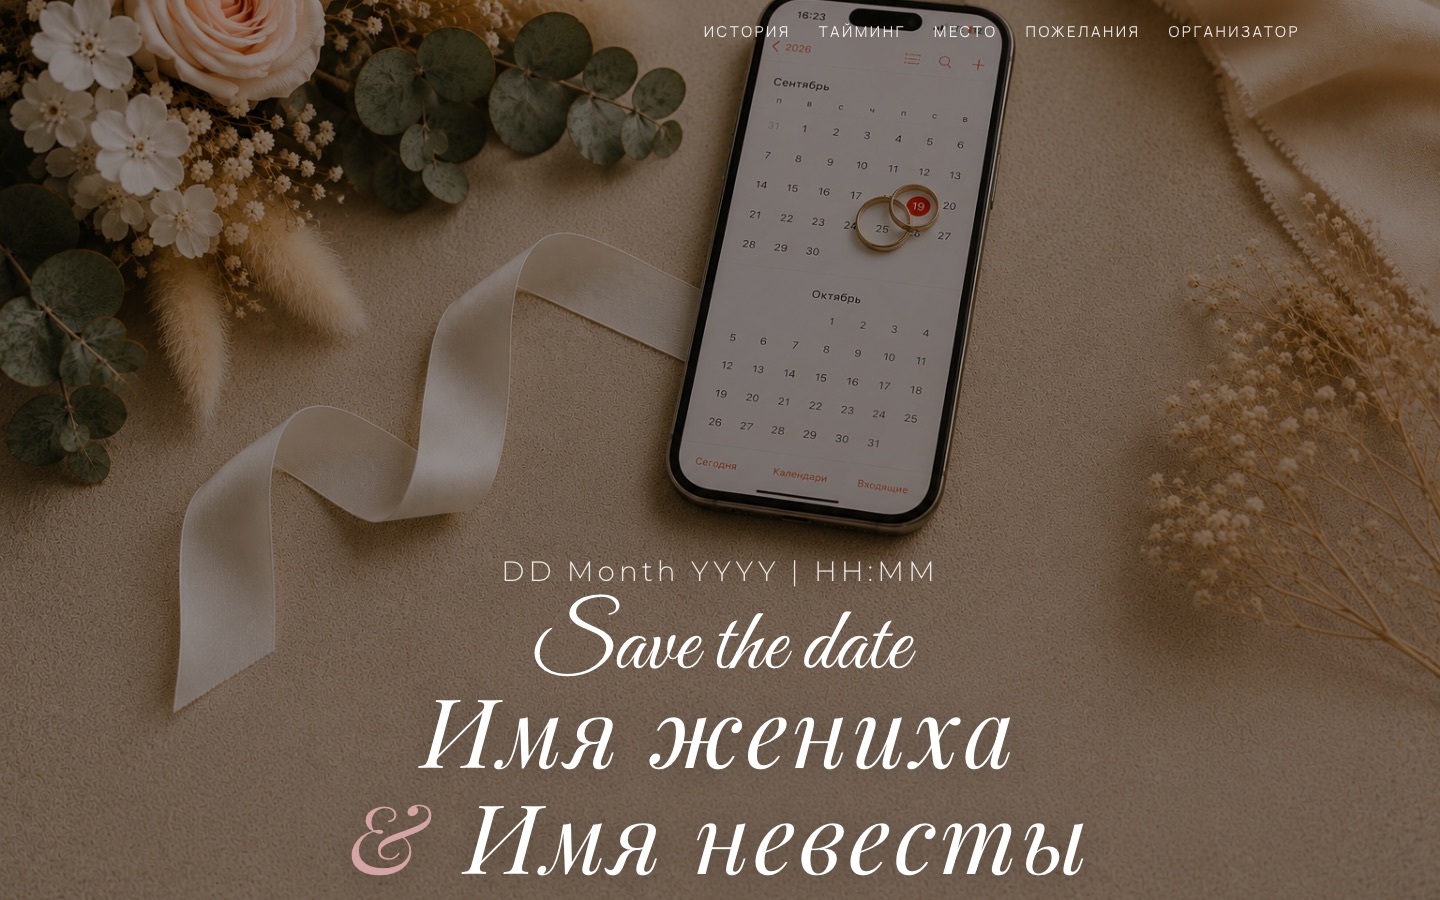 16:23
ИСТОРИЯ ТАЙМИНГ МЕСТО ПОЖЕЛАНИЯ ОРГАНИЗАТОР
2026
Сентябрь
п в с ч п с в
31 1 2 3 4 5 6
7 8 9 10 11 12 13
14 15 16 17 19 20
21 22 23 24 25 26 27
28 29 30
Октябрь
1 2 3 4
5 6 7 8 9 10 11
12 13 14 15 16 17 18
19 20 21 22 23 24 25
26 27 28 29 30 31
Сегодня Календари Входящие
DD Month YYYY | HH:MM
Save the date
Имя жениха
& Имя невесты